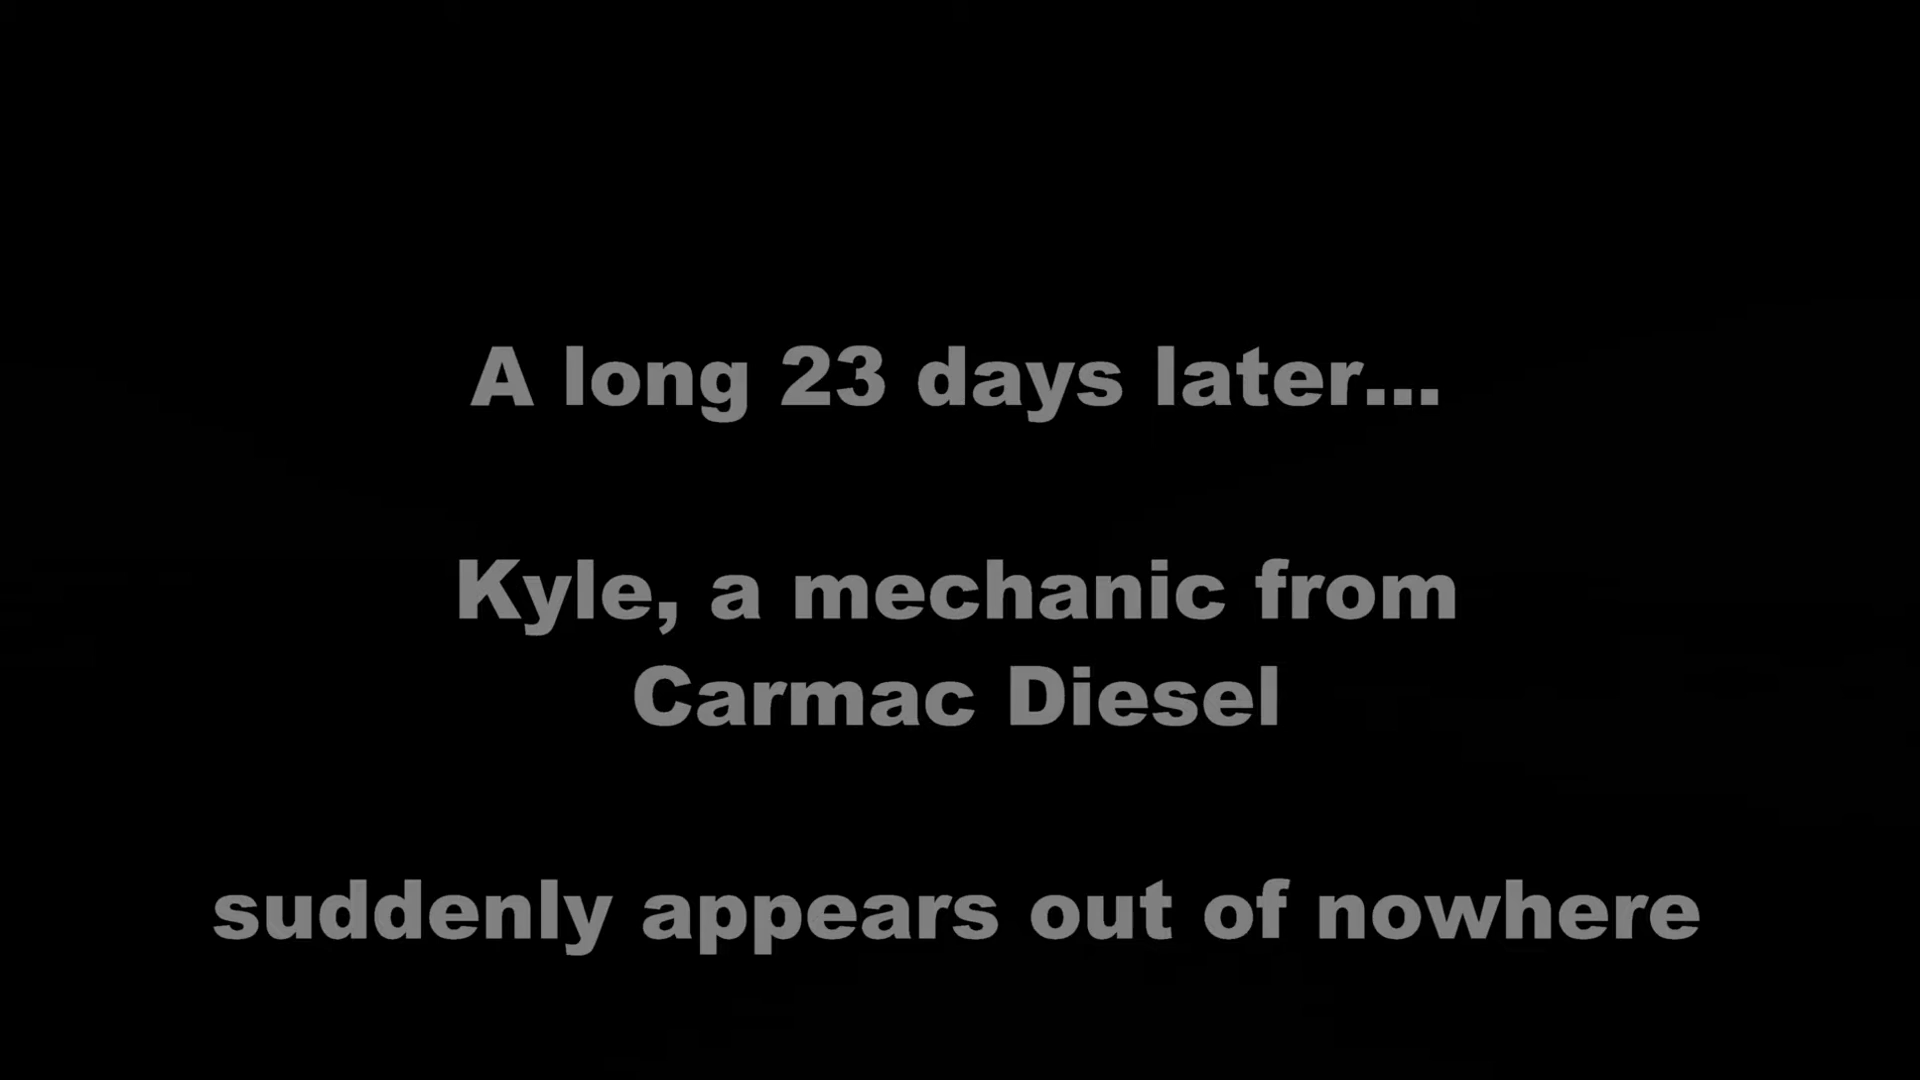 A long 23 days later...
Kyle, a mechanic from
Carmac Diesel
suddenly appears out of nowhere